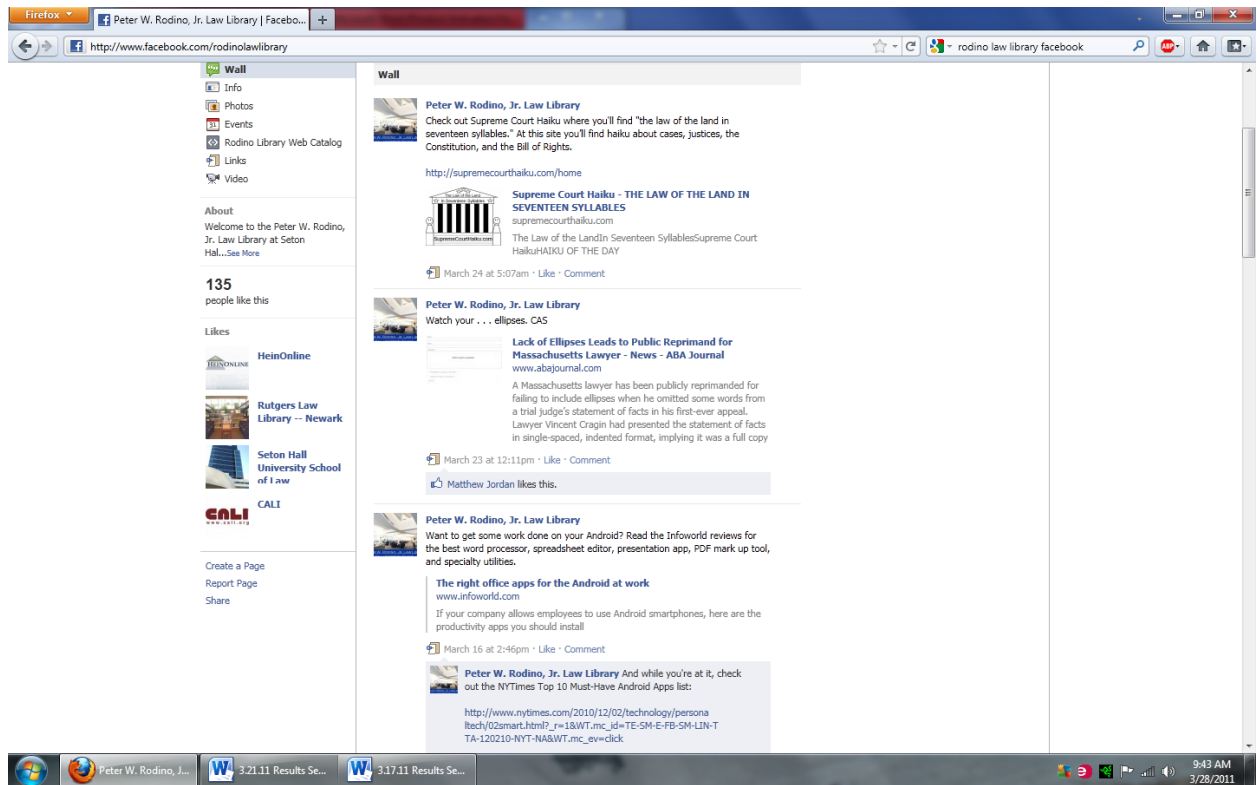 Firefox
Peter W. Rodino, Jr. Law Library | Facebo...
http://www.facebook.com/rodinolawlibrary
rodino law library facebook
ABP
Wall
Info
Photos
31 Events
Rodino Library Web Catalog
Links
Video
About
Welcome to the Peter W. Rodino,
Jr. Law Library at Seton
Hal...See More
135
people like this
Likes
HEINONLINE
HeinOnline
Rutgers Law
Library -- Newark
Seton Hall
University School
of Law
CALI
www.cali.org
CALI
Create a Page
Report Page
Share
Wall
Peter W. Rodino, Jr. Law Library
Check out Supreme Court Haiku where you'll find "the law of the land in
seventeen syllables." At this site you'll find haiku about cases, justices, the
Constitution, and the Bill of Rights.
http://supremecourthaiku.com/home
The Law of the Land
In Seventeen Syllables
SupremeCourtHaiku.com
Supreme Court Haiku - THE LAW OF THE LAND IN
SEVENTEEN SYLLABLES
supremecourthaiku.com
The Law of the LandIn Seventeen SyllablesSupreme Court
HaikuHAIKU OF THE DAY
March 24 at 5:07am · Like · Comment
Peter W. Rodino, Jr. Law Library
Watch your . . . ellipses. CAS
Lack of Ellipses Leads to Public Reprimand for
Massachusetts Lawyer - News - ABA Journal
www.abajournal.com
A Massachusetts lawyer has been publicly reprimanded for
failing to include ellipses when he omitted some words from
a trial judge's statement of facts in his first-ever appeal.
Lawyer Vincent Cragin had presented the statement of facts
in single-spaced, indented format, implying it was a full copy
March 23 at 12:11pm · Like · Comment
Matthew Jordan likes this.
Peter W. Rodino, Jr. Law Library
Want to get some work done on your Android? Read the Infoworld reviews for
the best word processor, spreadsheet editor, presentation app, PDF mark up tool,
and specialty utilities.
The right office apps for the Android at work
www.infoworld.com
If your company allows employees to use Android smartphones, here are the
productivity apps you should install
March 16 at 2:46pm · Like · Comment
Peter W. Rodino, Jr. Law Library And while you're at it, check
out the NYTimes Top 10 Must-Have Android Apps list:
http://www.nytimes.com/2010/12/02/technology/persona
ltech/02smart.html?_r=1&WT.mc_id=TE-SM-E-FB-SM-LIN-T
TA-120210-NYT-NA&WT.mc_ev=click
Peter W. Rodino, J...
3.21.11 Results Se...
3.17.11 Results Se...
9:43 AM
3/28/2011